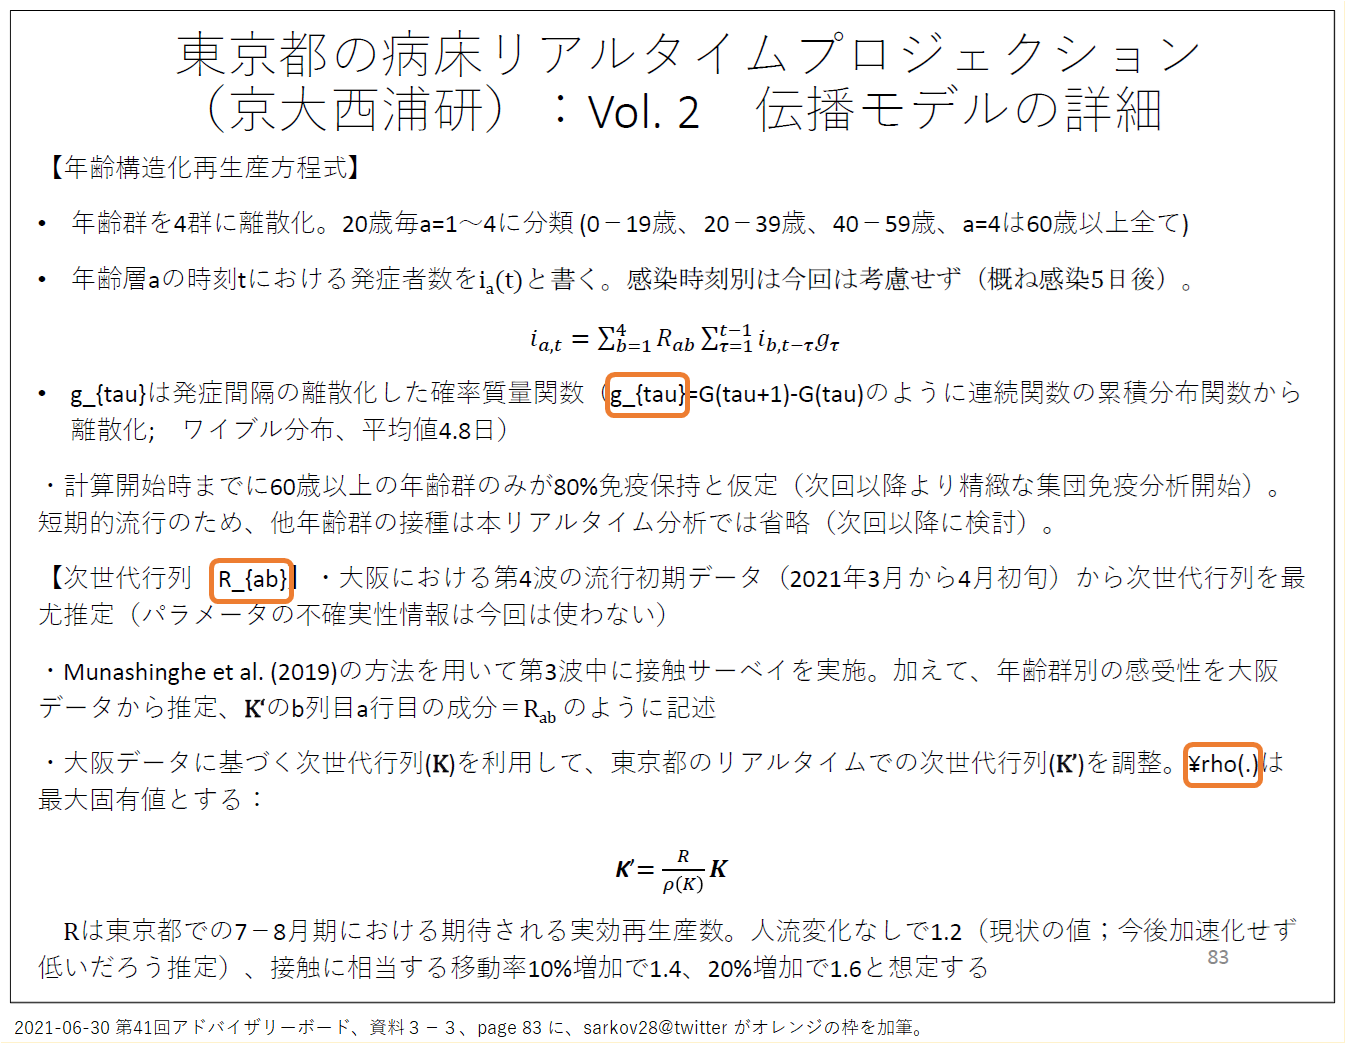 東京都の病床リアルタイムプロジェクション
（京大西浦研）：Vol. 2　伝播モデルの詳細
【年齢構造化再生産方程式】
• 年齢群を4群に離散化。20歳毎a=1～4に分類 (0－19歳、20－39歳、40－59歳、a=4は60歳以上全て)
• 年齢層aの時刻tにおける発症者数をi_a(t)と書く。感染時刻別は今回は考慮せず（概ね感染5日後）。
i_{a,t} = ∑_{b=1}^{4} R_{ab} ∑_{τ=1}^{t−1} i_{b,t−τ} g_τ
• g_{tau}は発症間隔の離散化した確率質量関数（g_{tau}=G(tau+1)-G(tau)のように連続関数の累積分布関数から
離散化;　ワイブル分布、平均値4.8日）
・計算開始時までに60歳以上の年齢群のみが80%免疫保持と仮定（次回以降より精緻な集団免疫分析開始）。
短期的流行のため、他年齢群の接種は本リアルタイム分析では省略（次回以降に検討）。
【次世代行列　R_{ab}】・大阪における第4波の流行初期データ（2021年3月から4月初旬）から次世代行列を最
尤推定（パラメータの不確実性情報は今回は使わない）
・Munashinghe et al. (2019)の方法を用いて第3波中に接触サーベイを実施。加えて、年齢群別の感受性を大阪
データから推定、K‘のb列目a行目の成分＝R_{ab} のように記述
・大阪データに基づく次世代行列(K)を利用して、東京都のリアルタイムでの次世代行列(K’)を調整。¥rho(.)は
最大固有値とする：
K’= R/ρ(K) K
Rは東京都での7－8月期における期待される実効再生産数。人流変化なしで1.2（現状の値；今後加速化せず
低いだろう推定）、接触に相当する移動率10%増加で1.4、20%増加で1.6と想定する
83
2021-06-30 第41回アドバイザリーボード、資料３－３、page 83 に、sarkov28@twitter がオレンジの枠を加筆。